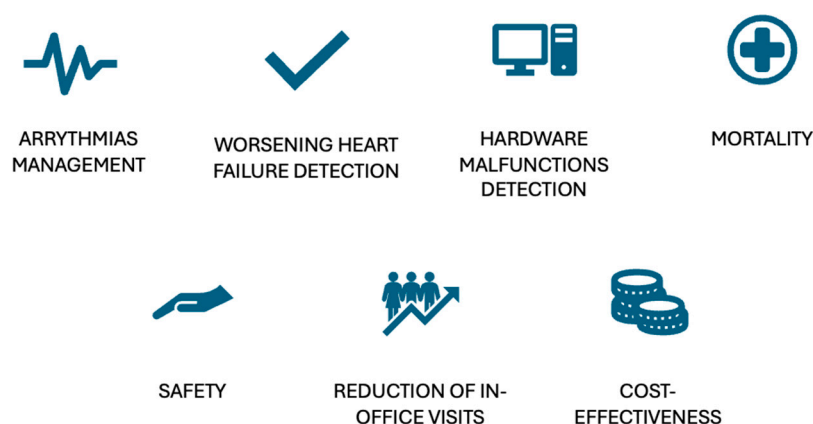 ARRYTHMIAS
MANAGEMENT
WORSENING HEART
FAILURE DETECTION
HARDWARE
MALFUNCTIONS
DETECTION
MORTALITY
SAFETY
REDUCTION OF IN-
OFFICE VISITS
COST-
EFFECTIVENESS